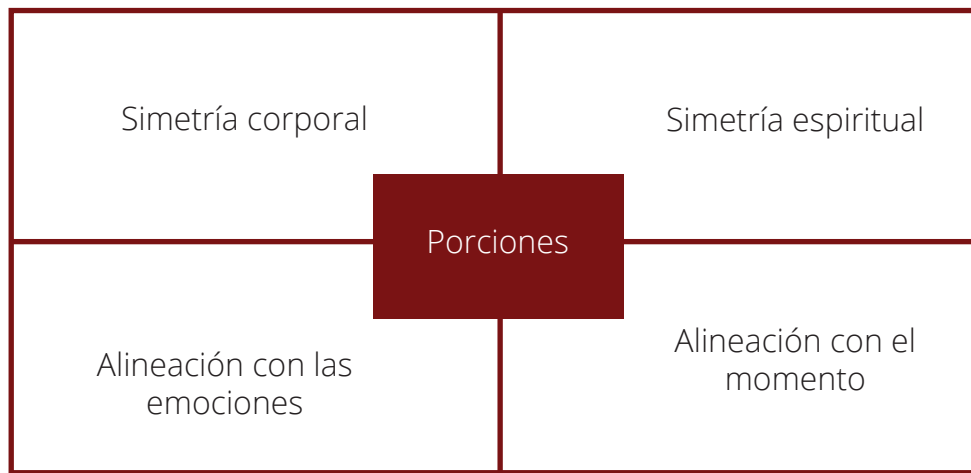 Simetría corporal
Simetría espiritual
Porciones
Alineación con las
emociones
Alineación con el
momento